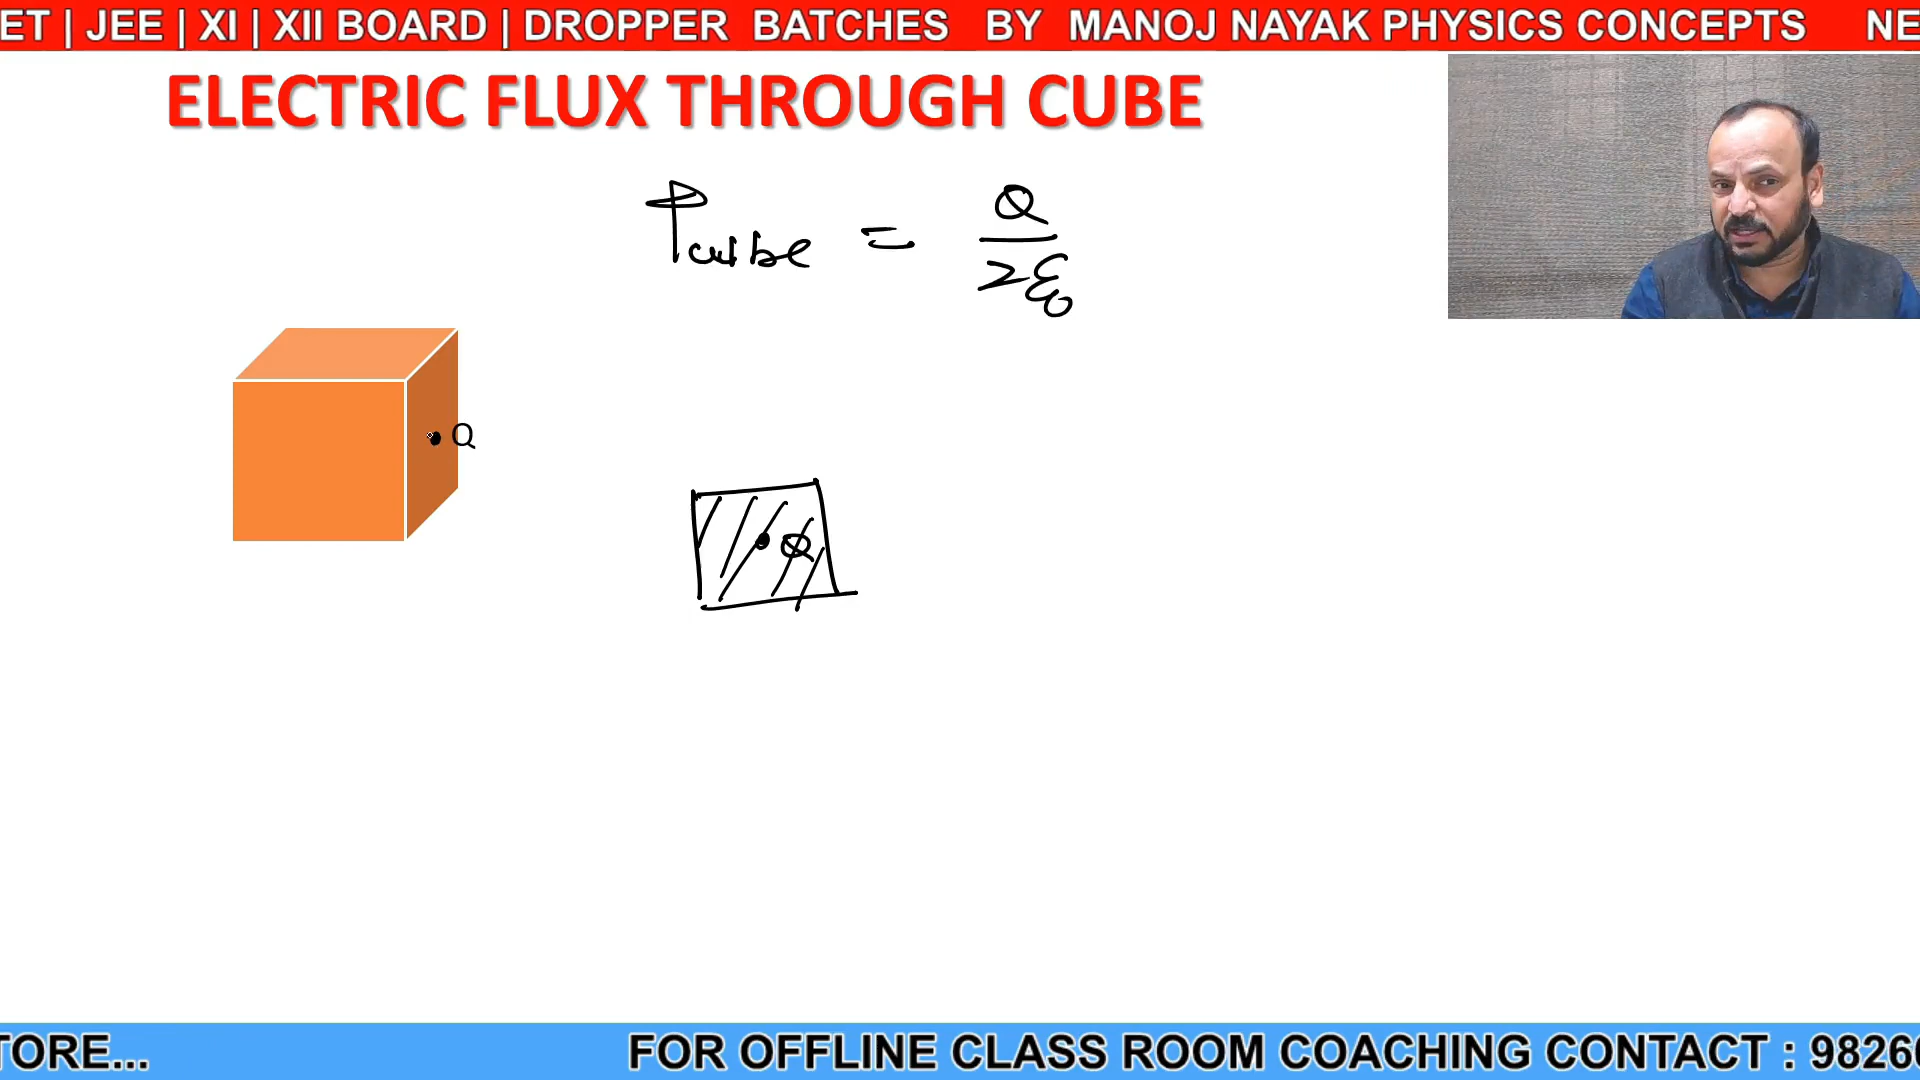 ET | JEE | XI | XII BOARD | DROPPER BATCHES BY MANOJ NAYAK PHYSICS CONCEPTS NE
ELECTRIC FLUX THROUGH CUBE
Φcube = Q/2ε₀
Q
Q
TORE... FOR OFFLINE CLASS ROOM COACHING CONTACT : 9826